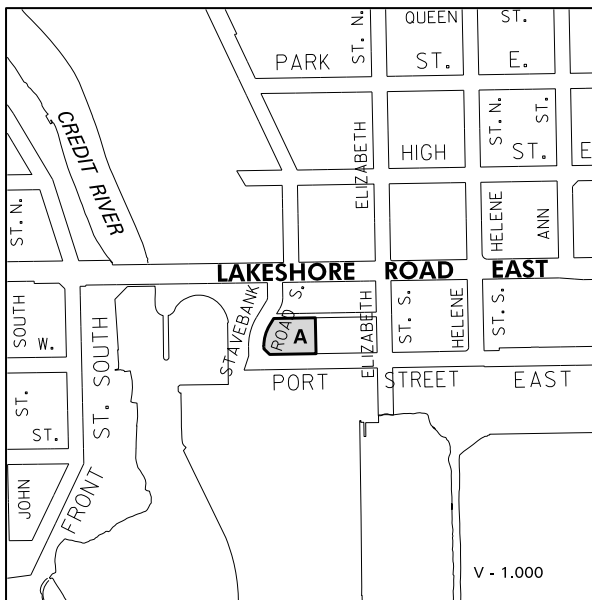 QUEEN ST.
PARK ST. E.
ST. N.
CREDIT RIVER
ELIZABETH
HIGH ST. E
ST. N.
ST.
HELENE
ANN
ST. N.
LAKESHORE ROAD EAST
STAVEBANK
ROAD S.
A
ELIZABETH
ST. S.
HELENE
ST. S.
SOUTH
W.
ST. SOUTH
PORT STREET EAST
ST.
ST.
JOHN
FRONT
V - 1.000